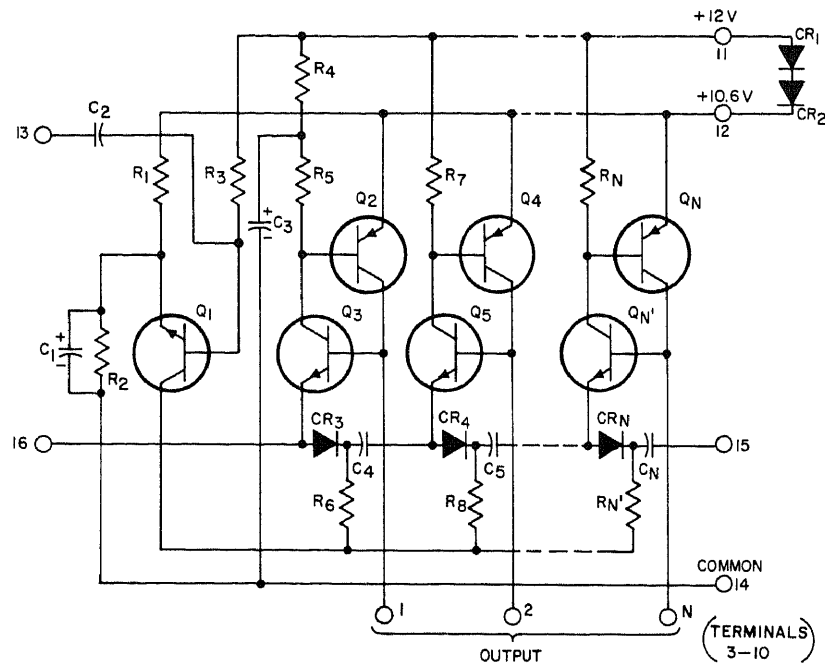 +12V
11
CR1
R4
+10.6V
12
CR2
C2
13
R1
R3
R5
R7
RN
C3
+
-
Q2
Q4
QN
Q1
Q3
Q5
QN'
C1
+
-
R2
CR3
CR4
CRN
16
C4
C5
CN
15
R6
R8
RN'
COMMON
14
1
2
N
(TERMINALS 3-10)
OUTPUT